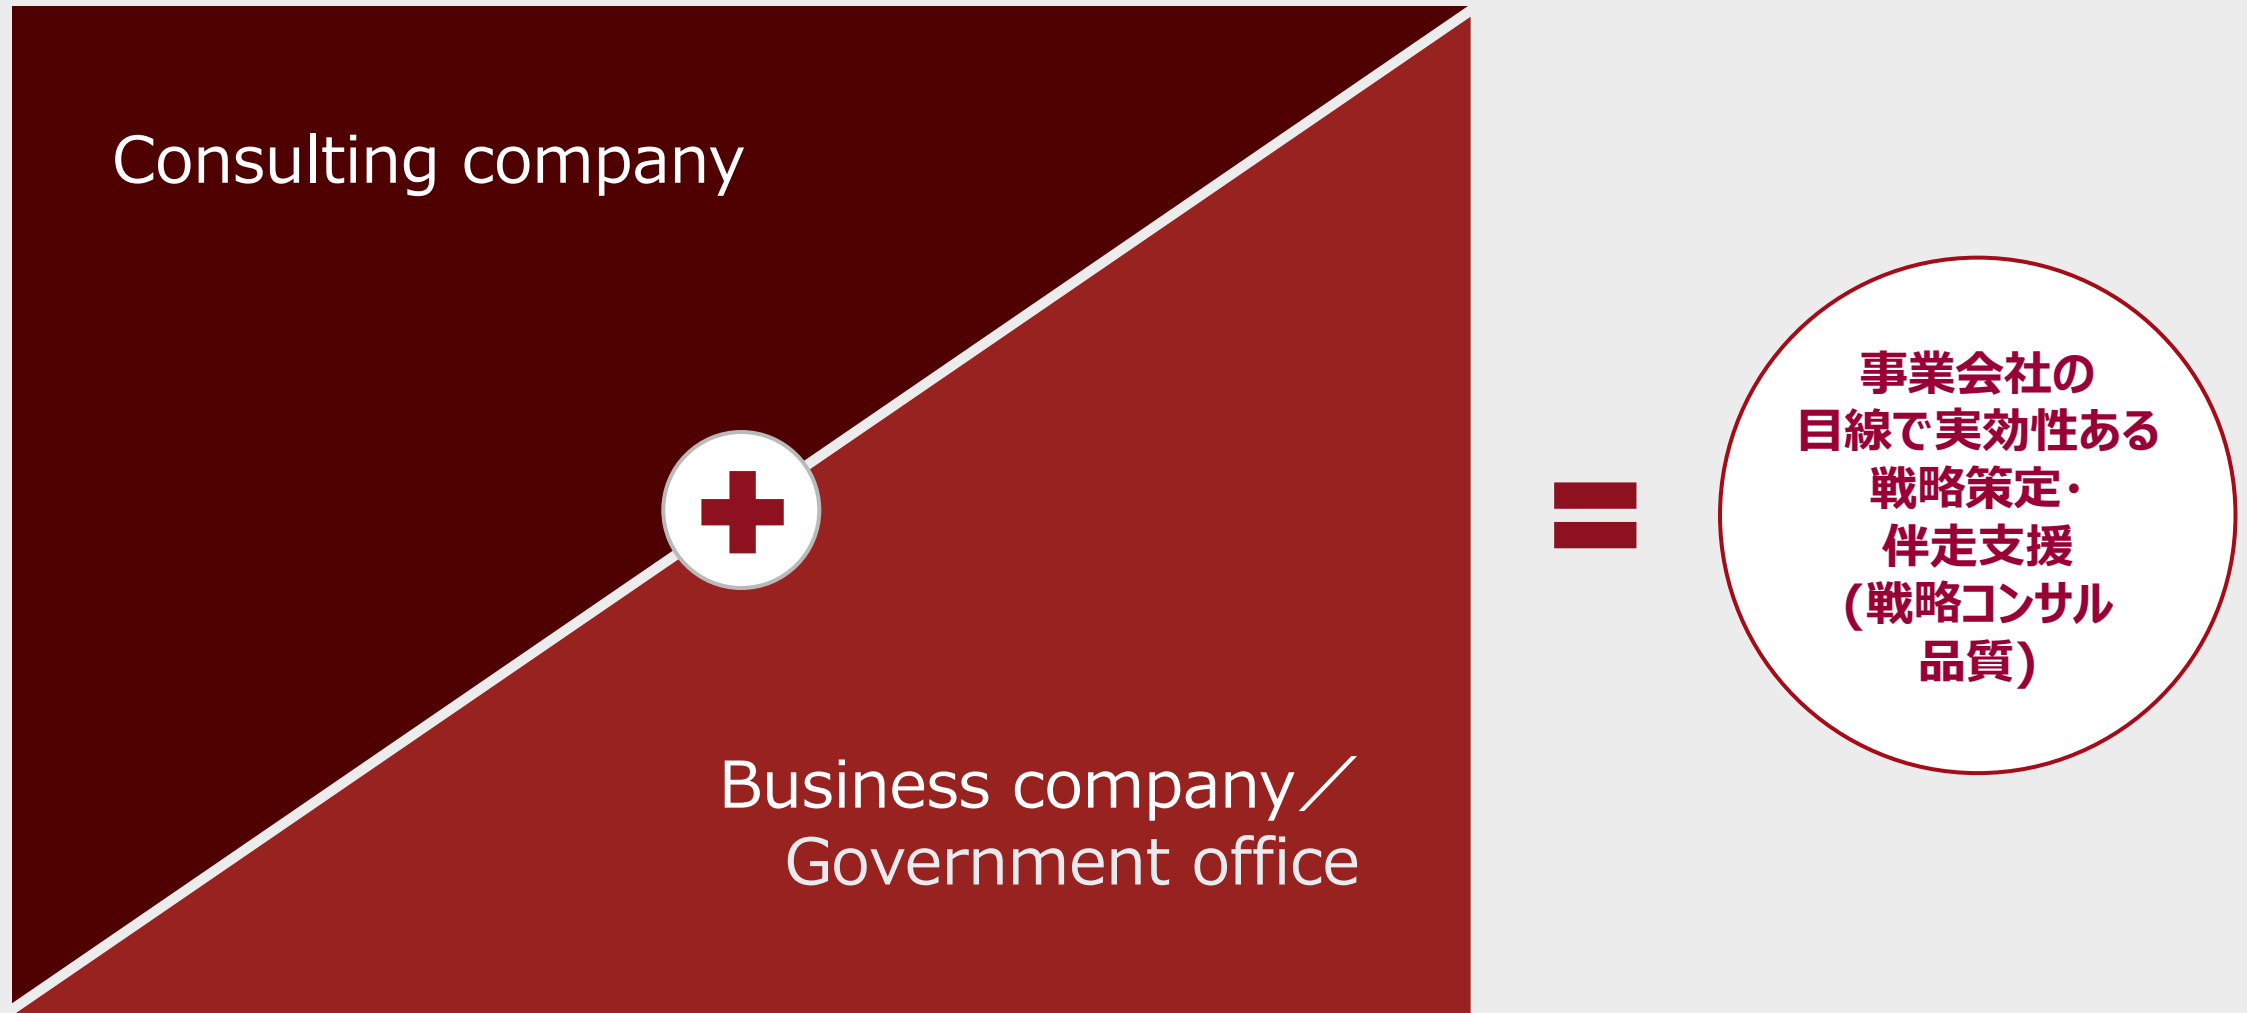 Consulting company
Business company／
Government office
事業会社の
目線で実効性ある
戦略策定・
伴走支援
(戦略コンサル
品質)